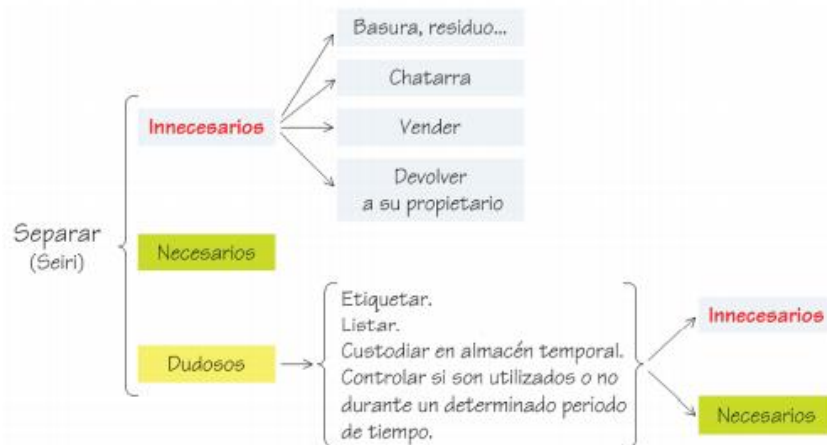 Separar
(Seiri)
Innecesarios
Basura, residuo...
Chatarra
Vender
Devolver
a su propietario
Necesarios
Dudosos
Etiquetar.
Listar.
Custodiar en almacén temporal.
Controlar si son utilizados o no
durante un determinado periodo
de tiempo.
Innecesarios
Necesarios